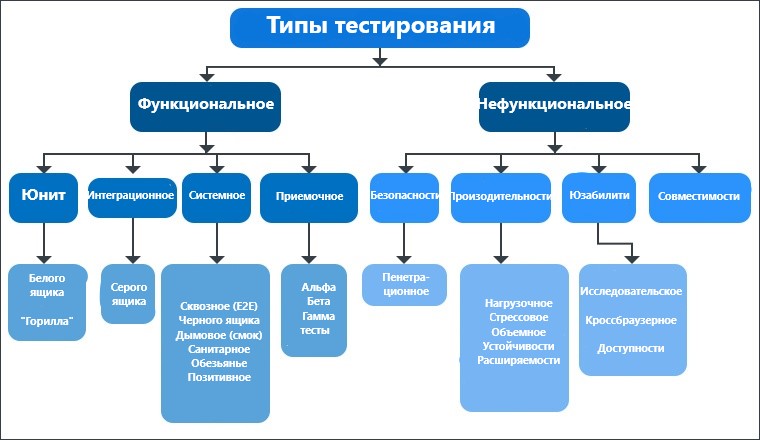 Типы тестирования
Функциональное
Нефункциональное
Юнит
Интеграционное
Системное
Приемочное
Безопасности
Произодительности
Юзабилити
Совместимости
Белого
ящика
"Горилла"
Серого
ящика
Сквозное (E2E)
Черного ящика
Дымовое (смок)
Санитарное
Обезьянье
Позитивное
Альфа
Бета
Гамма
тесты
Пенетра-
ционное
Нагрузочное
Стрессовое
Объемное
Устойчивости
Расширяемости
Исследовательское
Кроссбраузерное
Доступности